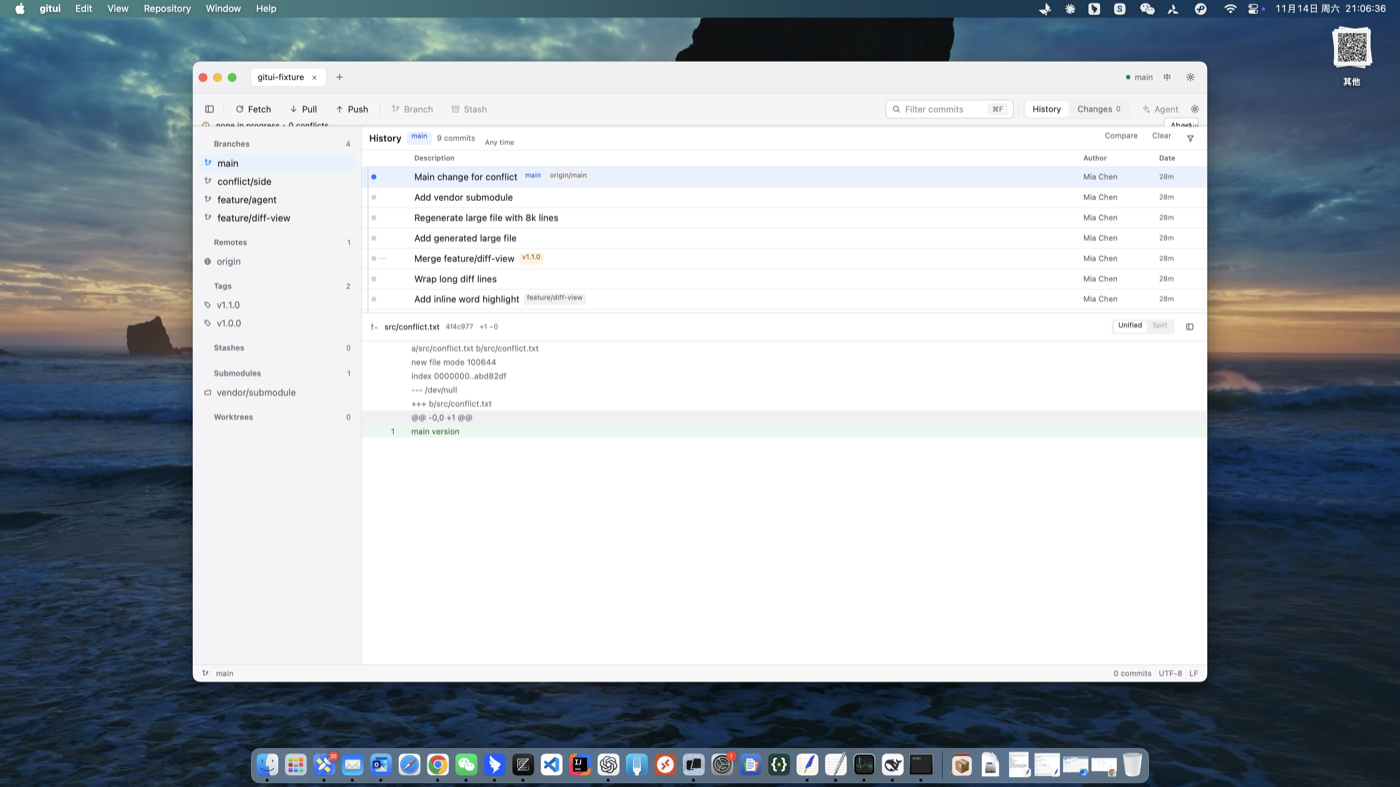 gitui Edit View Repository Window Help
11月14日 周六 21:06:36
其他
gitui-fixture
main 中
Fetch Pull Push Branch Stash
Filter commits ⌘F
History Changes 0 Agent
none in progress · 0 conflicts
Branches 4
main
conflict/side
feature/agent
feature/diff-view
Remotes 1
origin
Tags 2
v1.1.0
v1.0.0
Stashes 0
Submodules 1
vendor/submodule
Worktrees 0
History main 9 commits Any time Compare Clear
Description Author Date
Main change for conflict main origin/main Mia Chen 28m
Add vendor submodule Mia Chen 28m
Regenerate large file with 8k lines Mia Chen 28m
Add generated large file Mia Chen 28m
Merge feature/diff-view v1.1.0 Mia Chen 28m
Wrap long diff lines Mia Chen 28m
Add inline word highlight feature/diff-view Mia Chen 28m
src/conflict.txt 4f4c977 +1 −0 Unified Split
a/src/conflict.txt b/src/conflict.txt
new file mode 100644
index 0000000..abd82df
--- /dev/null
+++ b/src/conflict.txt
@@ -0,0 +1 @@
1 main version
main 0 commits UTF-8 LF